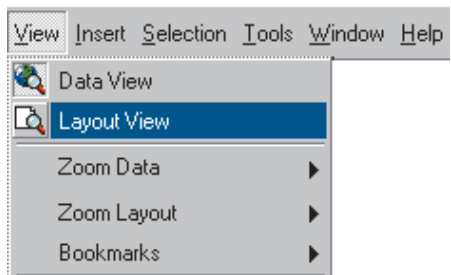 View Insert Selection Tools Window Help
Data View
Layout View
Zoom Data
Zoom Layout
Bookmarks